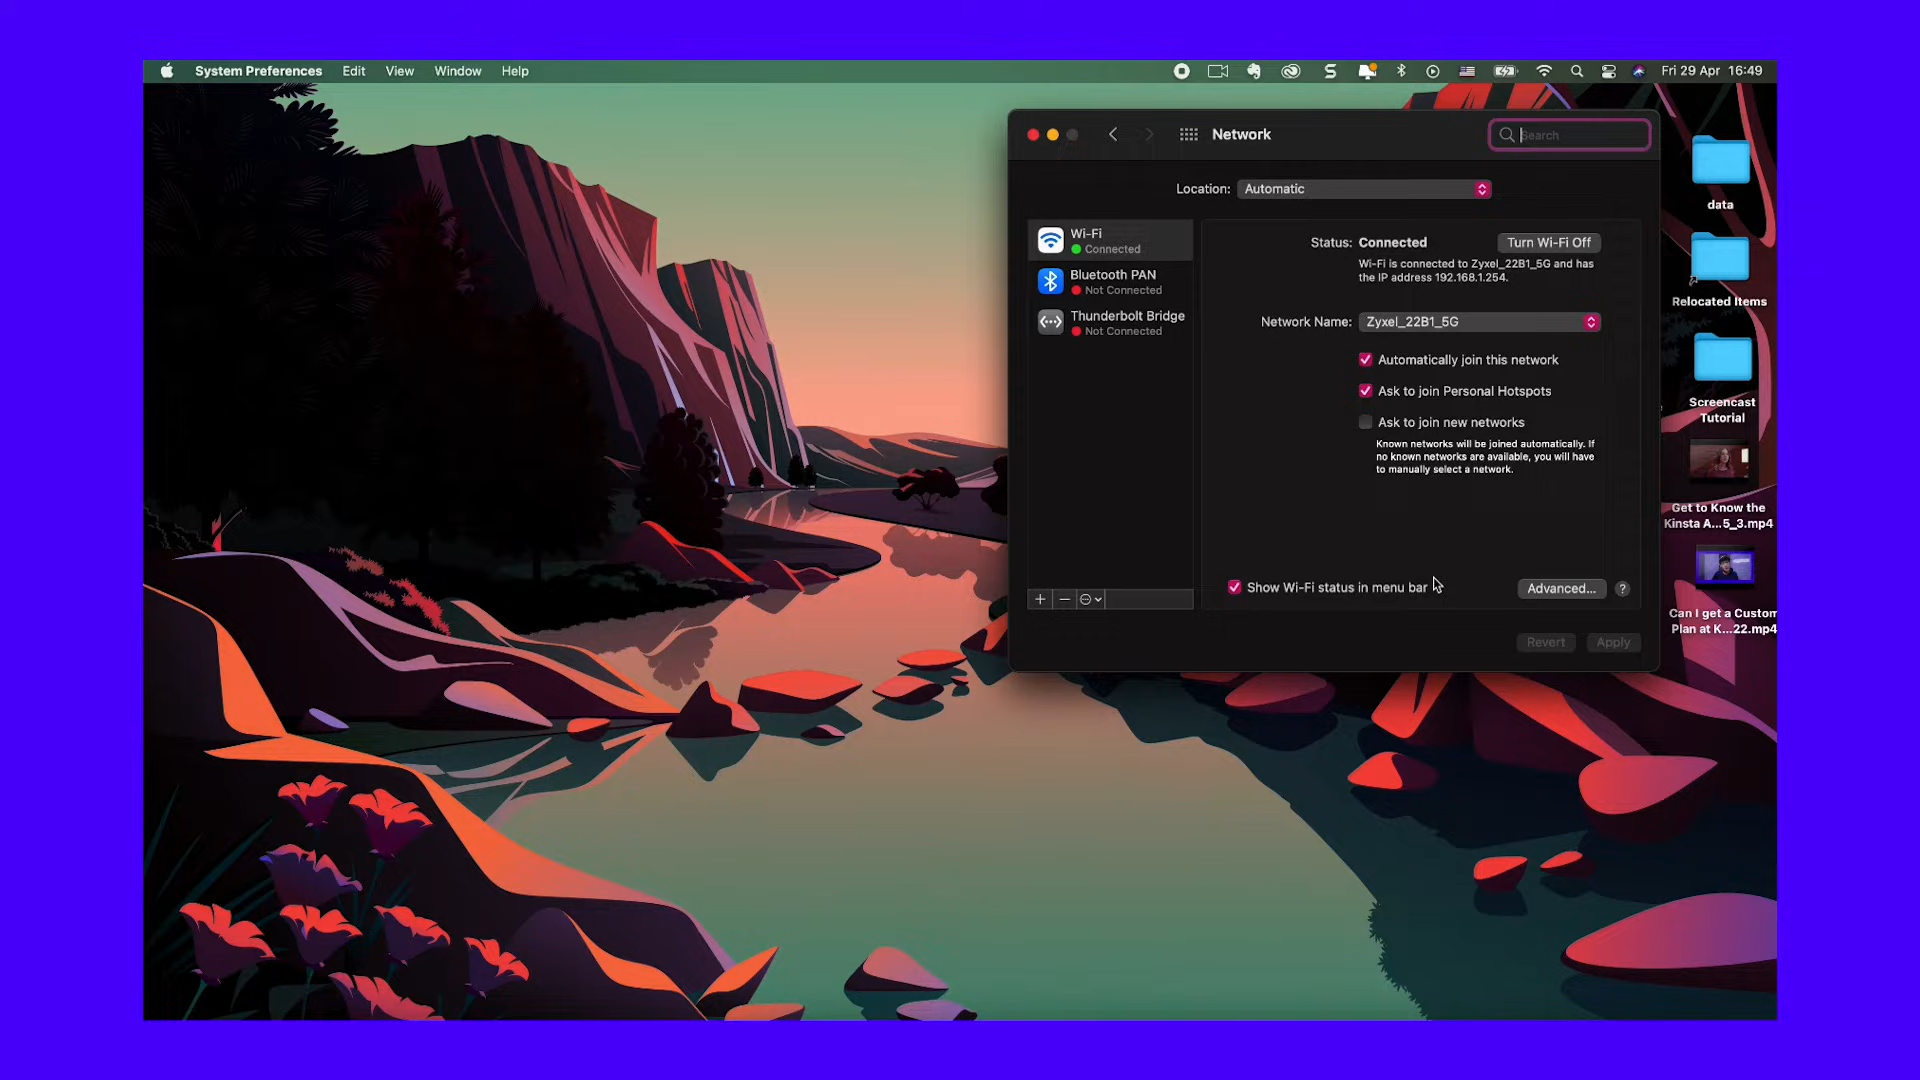 System Preferences Edit View Window Help
Fri 29 Apr 16:49
Network
Search
Location: Automatic
Wi-Fi
Connected
Bluetooth PAN
Not Connected
Thunderbolt Bridge
Not Connected
Status: Connected
Turn Wi-Fi Off
Wi-Fi is connected to Zyxel_22B1_5G and has
the IP address 192.168.1.254.
Network Name: Zyxel_22B1_5G
Automatically join this network
Ask to join Personal Hotspots
Ask to join new networks
Known networks will be joined automatically. If
no known networks are available, you will have
to manually select a network.
Show Wi-Fi status in menu bar
Advanced...
?
Revert
Apply
data
Relocated Items
Screencast
Tutorial
Get to Know the
Kinsta A...5_3.mp4
Can I get a Custom
Plan at K...22.mp4